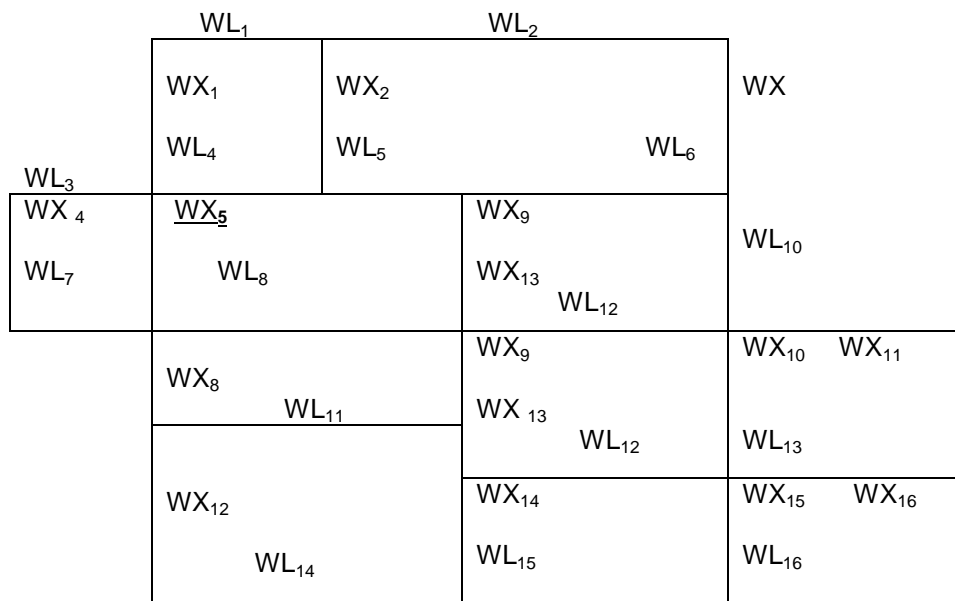 WL₁ WL₂
WX₁ WX₂ WX
WL₄ WL₅ WL₆
WL₃
WX ₄ WX₅ WX₉
WL₁₀
WL₇ WL₈ WX₁₃
WL₁₂
WX₉ WX₁₀ WX₁₁
WX₈
WL₁₁ WX ₁₃
WL₁₂ WL₁₃
WX₁₂ WX₁₄ WX₁₅ WX₁₆
WL₁₄ WL₁₅ WL₁₆